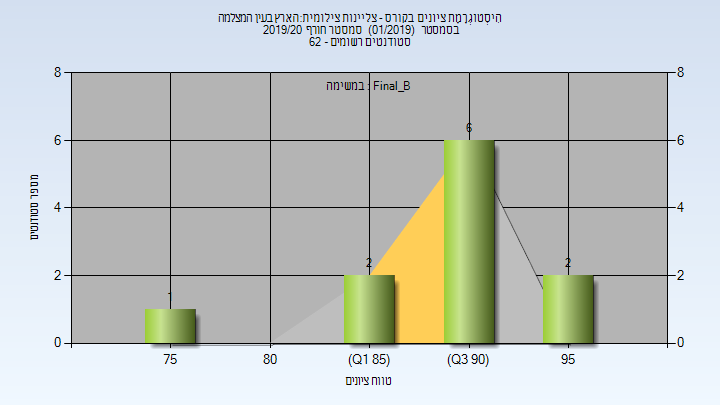 הִיסְטוֹגְרָמַת ציונים בקורס - צליינות צילומית:הארץ בעין המצלמה
בסמסטר (01/2019) סמסטר חורף 2019/20
סטודנטים רשומים - 62
במשימה : Final_B
8 8
6 6
4 4
2 2
0 0
1
2
6
2
מספר סטודנטים
75 80 (Q1 85) (Q3 90) 95
טווח ציונים